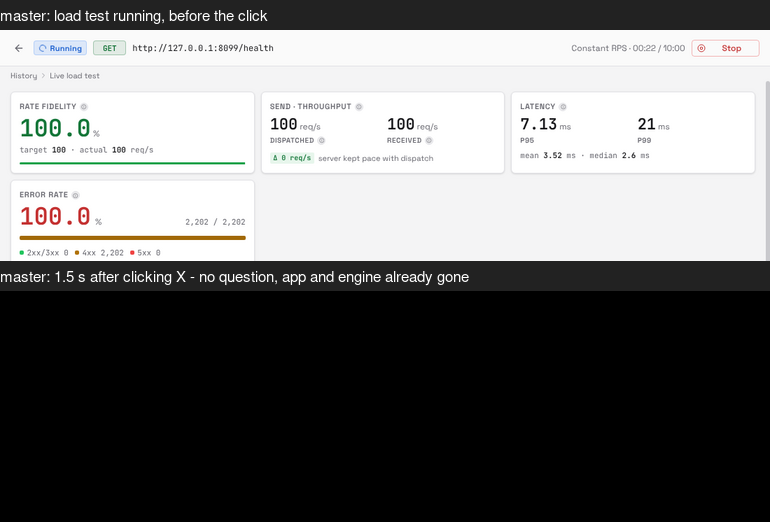 master: load test running, before the click
Running GET http://127.0.0.1:8099/health Constant RPS · 00:22 / 10:00 Stop
History > Live load test
RATE FIDELITY SEND · THROUGHPUT LATENCY
100.0 % 100 req/s 100 req/s 7.13 ms 21 ms
DISPATCHED RECEIVED P95 P99
target 100 · actual 100 req/s Δ 0 req/s server kept pace with dispatch mean 3.52 ms · median 2.6 ms
ERROR RATE
100.0 % 2,202 / 2,202
2xx/3xx 0 4xx 2,202 5xx 0
master: 1.5 s after clicking X - no question, app and engine already gone